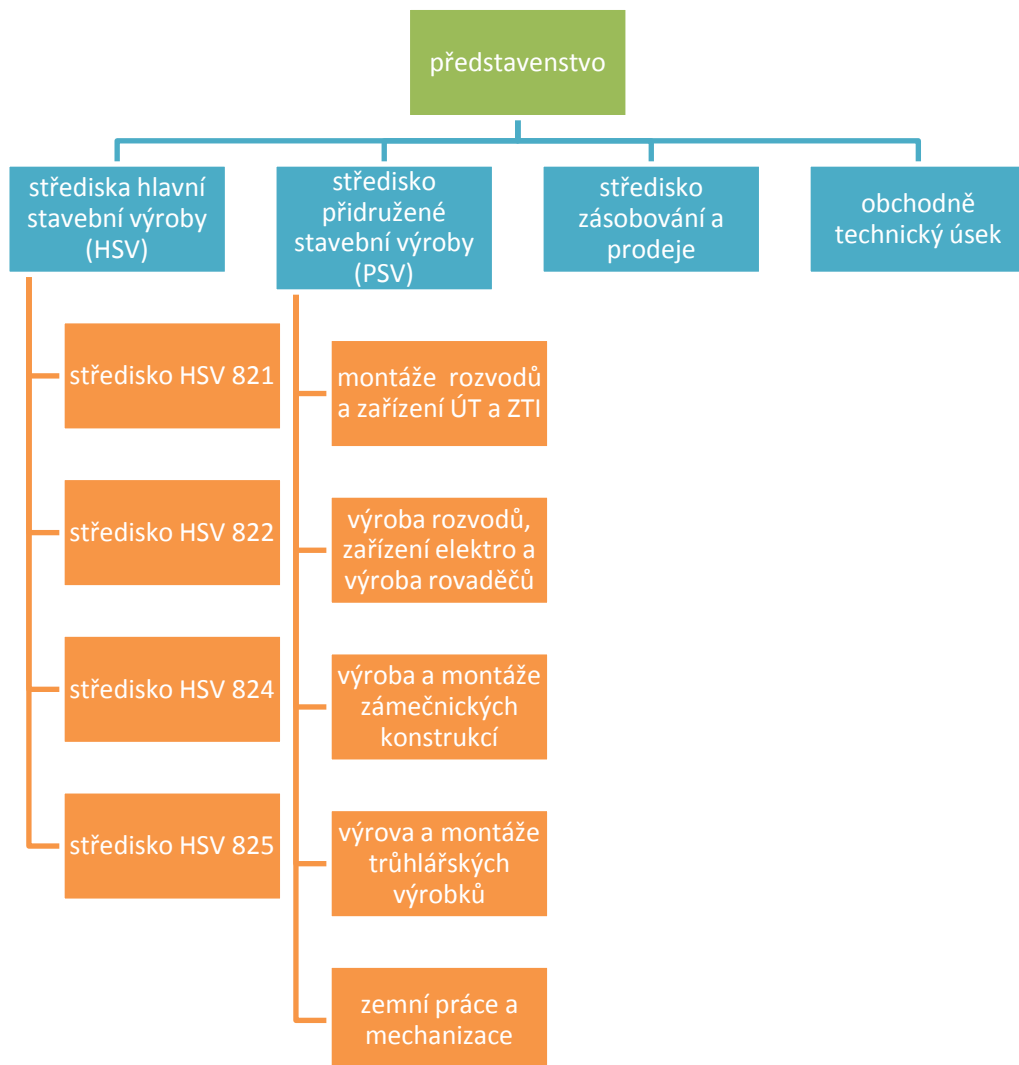 představenstvo
střediska hlavní
stavební výroby
(HSV)
středisko
přidružené
stavební výroby
(PSV)
středisko
zásobování a
prodeje
obchodně
technický úsek
středisko HSV 821
středisko HSV 822
středisko HSV 824
středisko HSV 825
montáže rozvodů
a zařízení ÚT a ZTI
výroba rozvodů,
zařízení elektro a
výroba rovaděčů
výroba a montáže
zámečnických
konstrukcí
výrova a montáže
trůhlářských
výrobků
zemní práce a
mechanizace